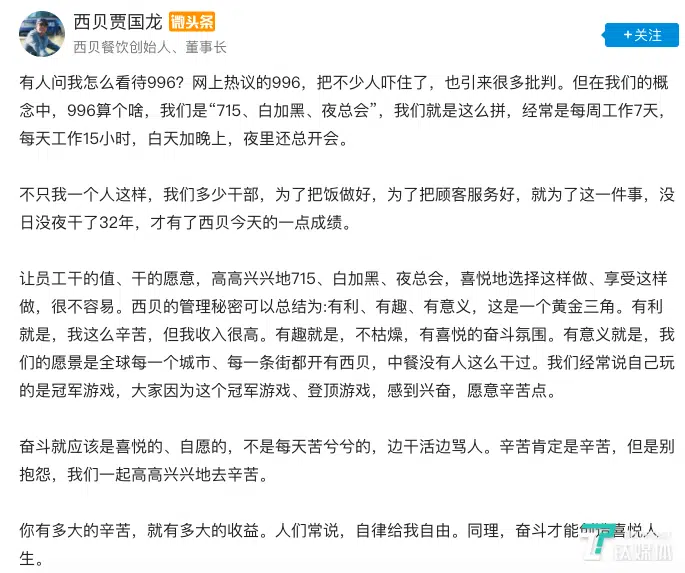 西贝贾国龙 微头条
西贝餐饮创始人、董事长
+关注
有人问我怎么看待996？网上热议的996，把不少人吓住了，也引来很多批判。但在我们的概
念中，996算个啥，我们是“715、白加黑、夜总会”，我们就是这么拼，经常是每周工作7天，
每天工作15小时，白天加晚上，夜里还总开会。
不只我一个人这样，我们多少干部，为了把饭做好，为了把顾客服务好，就为了这一件事，没
日没夜干了32年，才有了西贝今天的一点成绩。
让员工干的值、干的愿意，高高兴兴地715、白加黑、夜总会，喜悦地选择这样做、享受这样
做，很不容易。西贝的管理秘密可以总结为:有利、有趣、有意义，这是一个黄金三角。有利
就是，我这么辛苦，但我收入很高。有趣就是，不枯燥，有喜悦的奋斗氛围。有意义就是，我
们的愿景是全球每一个城市、每一条街都开有西贝，中餐没有人这么干过。我们经常说自己玩
的是冠军游戏，大家因为这个冠军游戏、登顶游戏，感到兴奋，愿意辛苦点。
奋斗就应该是喜悦的、自愿的，不是每天苦兮兮的，边干活边骂人。辛苦肯定是辛苦，但是别
抱怨，我们一起高高兴兴地去辛苦。
你有多大的辛苦，就有多大的收益。人们常说，自律给我自由。同理，奋斗才能创造喜悦人
生。
钛媒体